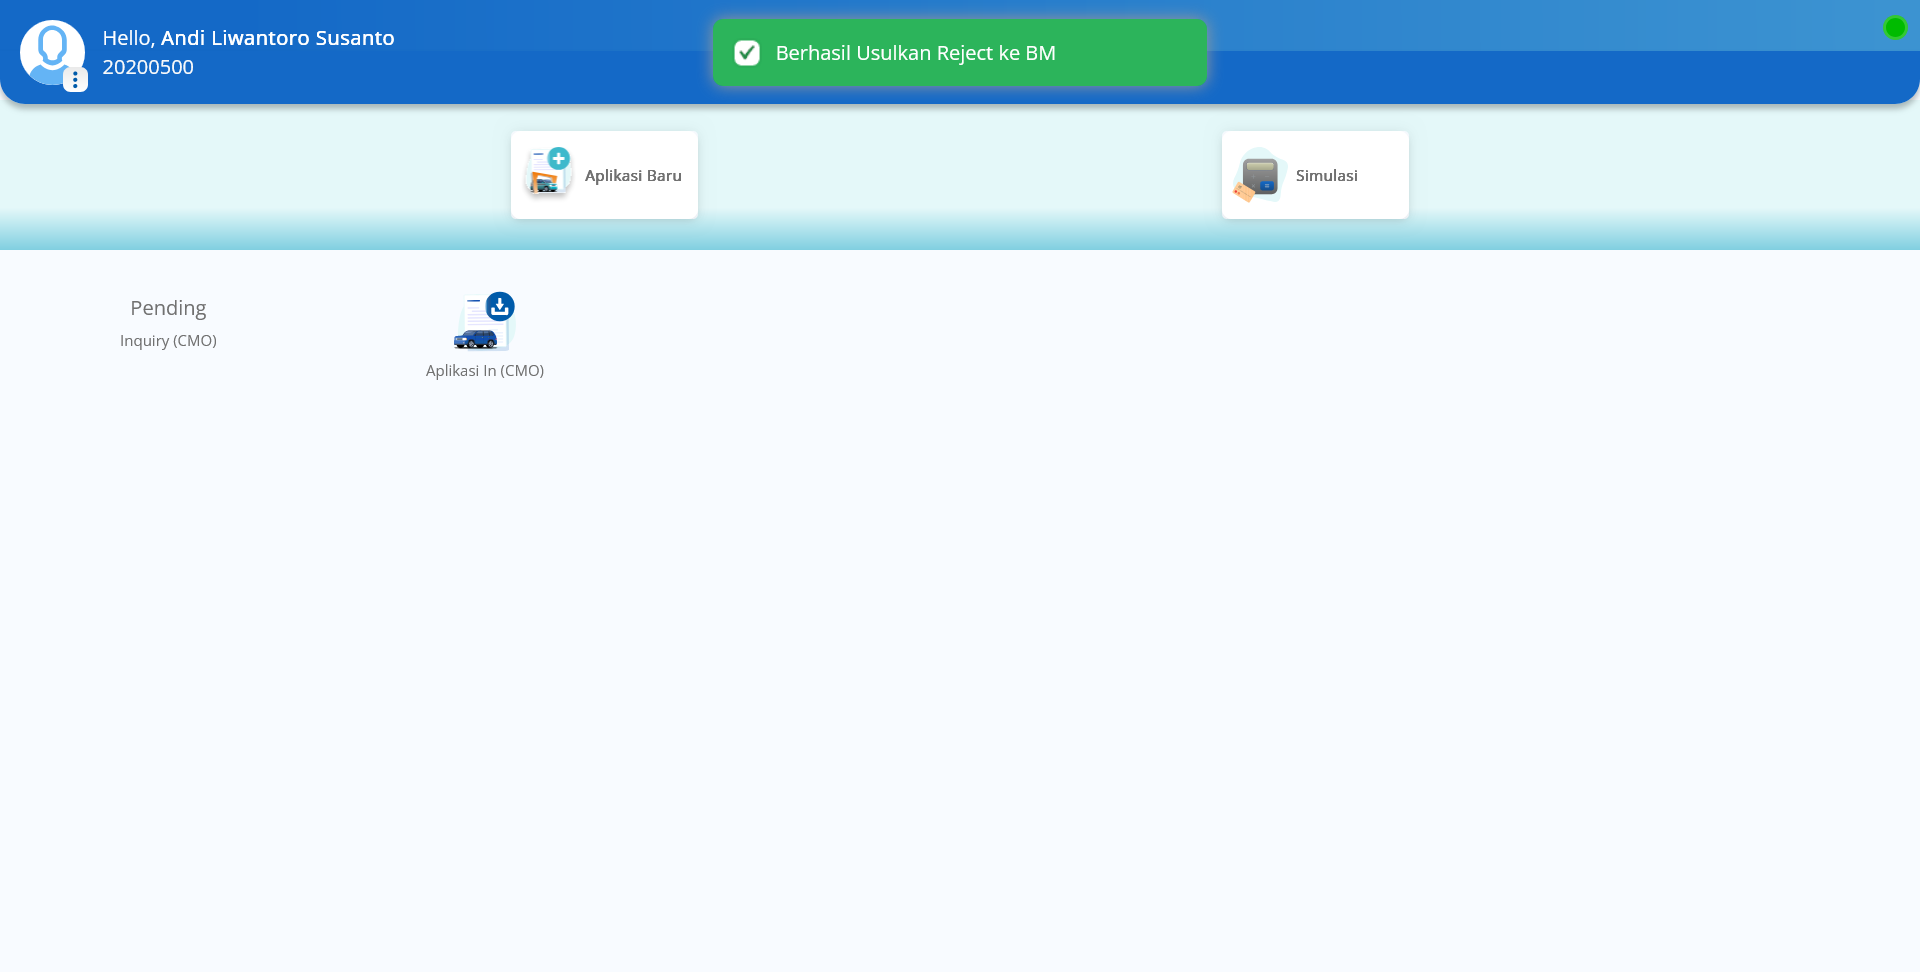 Hello, Andi Liwantoro Susanto
20200500
Berhasil Usulkan Reject ke BM
Aplikasi Baru
Simulasi
Pending
Inquiry (CMO)
Aplikasi In (CMO)